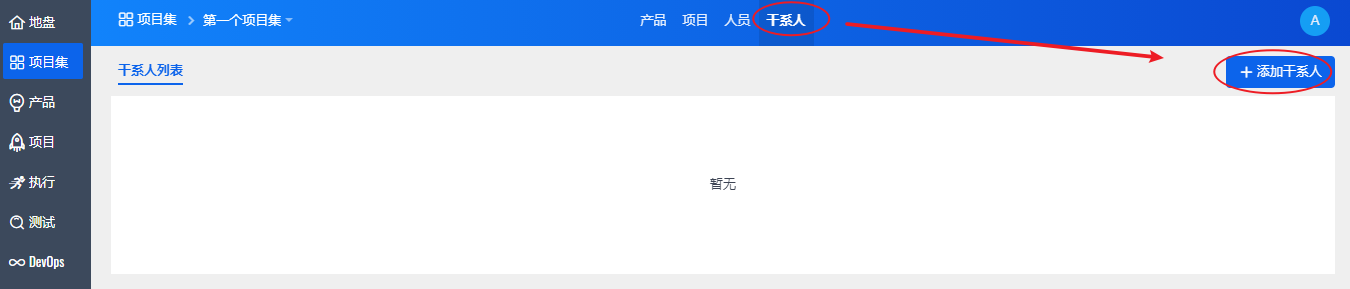 地盘
项目集
产品
项目
执行
测试
DevOps
项目集 第一个项目集
产品 项目 人员 干系人
A
干系人列表
添加干系人
暂无